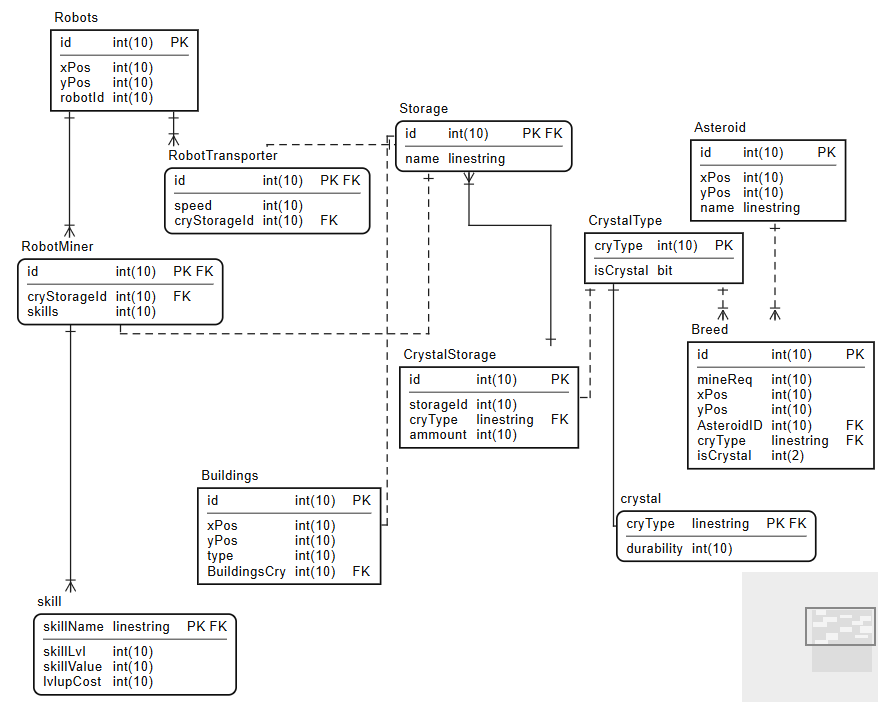 Robots
id int(10) PK
xPos int(10)
yPos int(10)
robotId int(10)
RobotTransporter
id int(10) PK FK
speed int(10)
cryStorageId int(10) FK
Storage
id int(10) PK FK
name linestring
Asteroid
id int(10) PK
xPos int(10)
yPos int(10)
name linestring
RobotMiner
id int(10) PK FK
cryStorageId int(10) FK
skills int(10)
CrystalType
cryType int(10) PK
isCrystal bit
CrystalStorage
id int(10) PK
storageId int(10)
cryType linestring FK
ammount int(10)
Breed
id int(10) PK
mineReq int(10)
xPos int(10)
yPos int(10)
AsteroidID int(10) FK
cryType linestring FK
isCrystal int(2)
Buildings
id int(10) PK
xPos int(10)
yPos int(10)
type int(10)
BuildingsCry int(10) FK
crystal
cryType linestring PK FK
durability int(10)
skill
skillName linestring PK FK
skillLvl int(10)
skillValue int(10)
lvlupCost int(10)